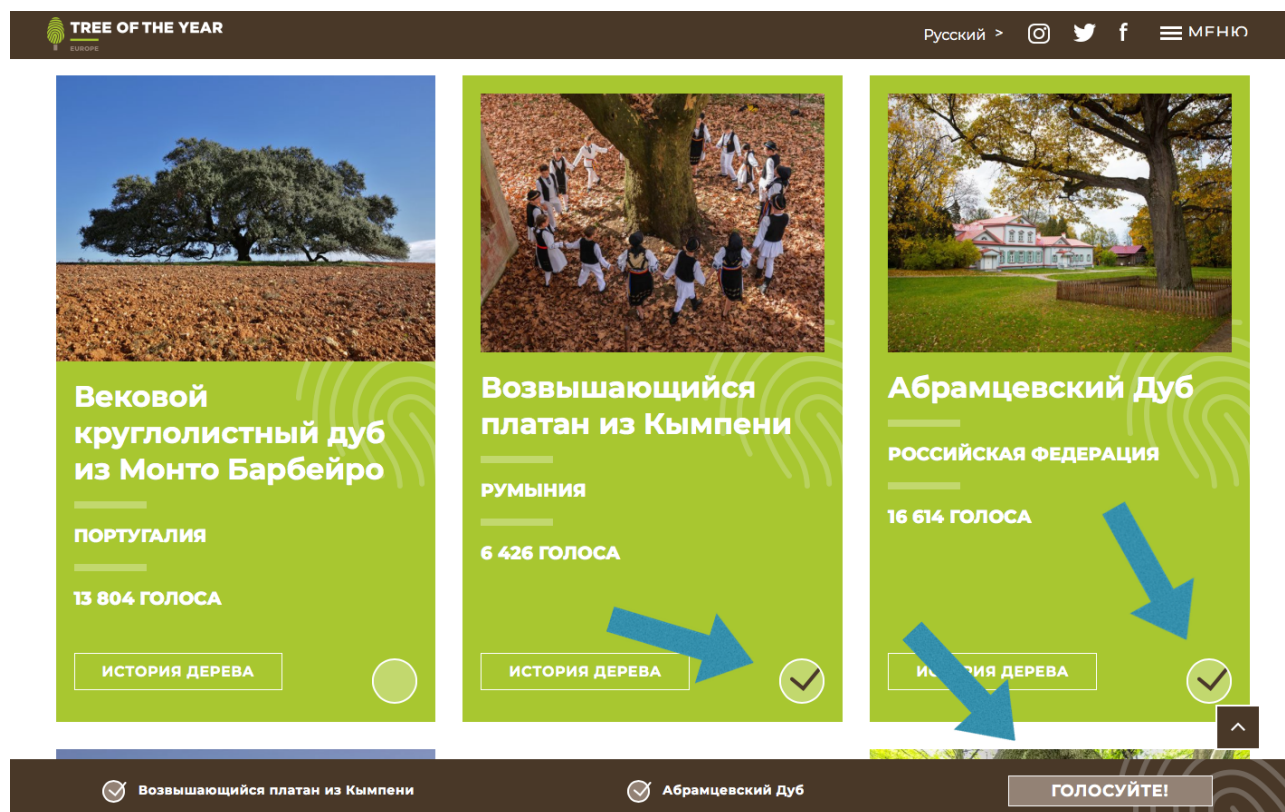 TREE OF THE YEAR
EUROPE
Русский >
f
МЕНЮ
Вековой
круглолистный дуб
из Монто Барбейро
ПОРТУГАЛИЯ
13 804 ГОЛОСА
ИСТОРИЯ ДЕРЕВА
Возвышающийся
платан из Кымпени
РУМЫНИЯ
6 426 ГОЛОСА
ИСТОРИЯ ДЕРЕВА
Абрамцевский Дуб
РОССИЙСКАЯ ФЕДЕРАЦИЯ
16 614 ГОЛОСА
ИСТОРИЯ ДЕРЕВА
Возвышающийся платан из Кымпени
Абрамцевский Дуб
ГОЛОСУЙТЕ!